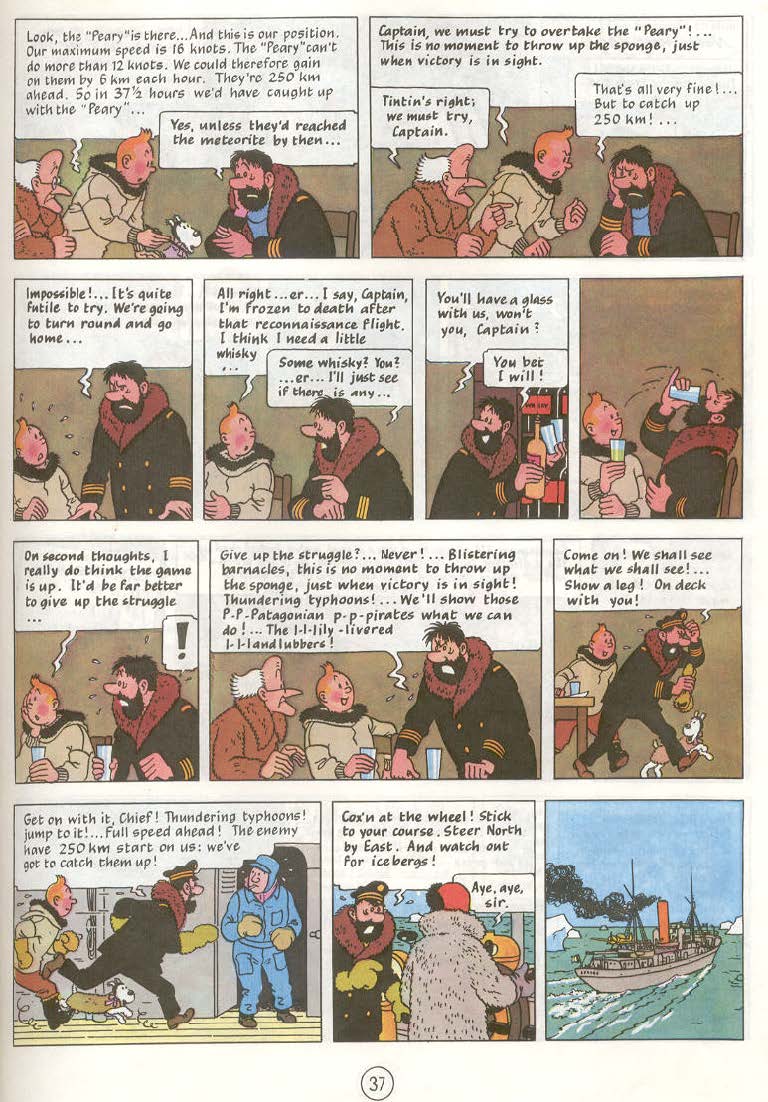 Look, the "Peary" is there...And this is our position.
Our maximum speed is 16 knots. The "Peary" can't
do more than 12 knots. We could therefore gain
on them by 6 km each hour. They're 250 km
ahead. So in 37½ hours we'd have caught up
with the "Peary"...
Yes, unless they'd reached
the meteorite by then...
Captain, we must try to overtake the "Peary"!...
This is no moment to throw up the sponge, just
when victory is in sight.
Tintin's right;
we must try,
Captain.
That's all very fine!...
But to catch up
250 km!...
Impossible!... It's quite
futile to try. We're going
to turn round and go
home...
All right...er... I say, Captain,
I'm frozen to death after
that reconnaissance flight.
I think I need a little
whisky
...
Some whisky? You?
...er... I'll just see
if there is any...
You'll have a glass
with us, won't
you, Captain?
You bet
I will!
On second thoughts, I
really do think the game
is up. It'd be far better
to give up the struggle
...
!
Give up the struggle?... Never!... Blistering
barnacles, this is no moment to throw up
the sponge, just when victory is in sight!
Thundering typhoons!... We'll show those
P-P-Patagonian p-p-pirates what we can
do!... The l-l-lily-livered
l-l-landlubbers!
Come on! We shall see
what we shall see!...
Show a leg! On deck
with you!
Get on with it, Chief! Thundering typhoons!
jump to it!...Full speed ahead! The enemy
have 250 km start on us: we've
got to catch them up!
Cox'n at the wheel! Stick
to your course. Steer North
by East. And watch out
for icebergs!
Aye, aye,
sir.
AURORA
37